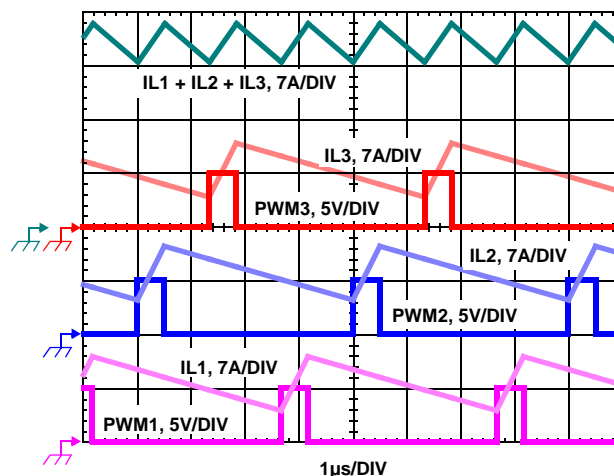 IL1 + IL2 + IL3, 7A/DIV
IL3, 7A/DIV
PWM3, 5V/DIV
IL2, 7A/DIV
PWM2, 5V/DIV
IL1, 7A/DIV
PWM1, 5V/DIV
1µs/DIV